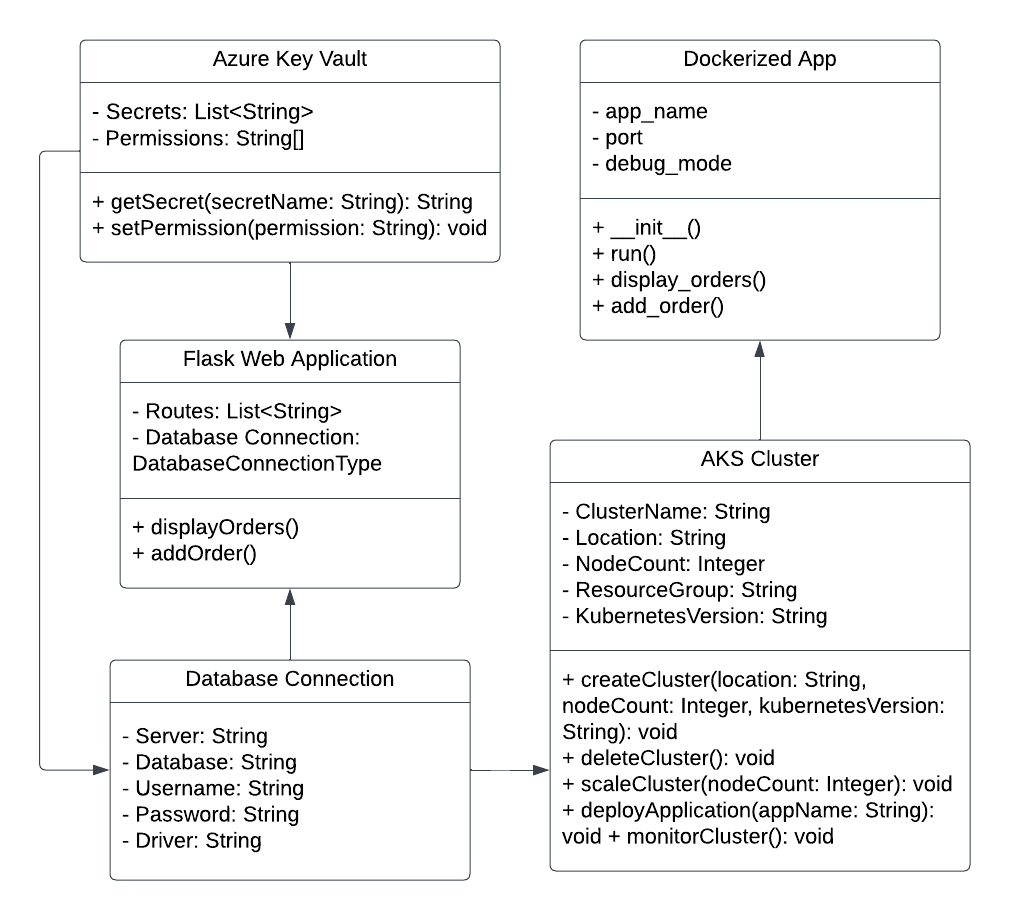 Azure Key Vault
- Secrets: List<String>
- Permissions: String[]
+ getSecret(secretName: String): String
+ setPermission(permission: String): void
Dockerized App
- app_name
- port
- debug_mode
+ __init__()
+ run()
+ display_orders()
+ add_order()
Flask Web Application
- Routes: List<String>
- Database Connection:
DatabaseConnectionType
+ displayOrders()
+ addOrder()
AKS Cluster
- ClusterName: String
- Location: String
- NodeCount: Integer
- ResourceGroup: String
- KubernetesVersion: String
+ createCluster(location: String,
nodeCount: Integer, kubernetesVersion:
String): void
+ deleteCluster(): void
+ scaleCluster(nodeCount: Integer): void
+ deployApplication(appName: String):
void + monitorCluster(): void
Database Connection
- Server: String
- Database: String
- Username: String
- Password: String
- Driver: String